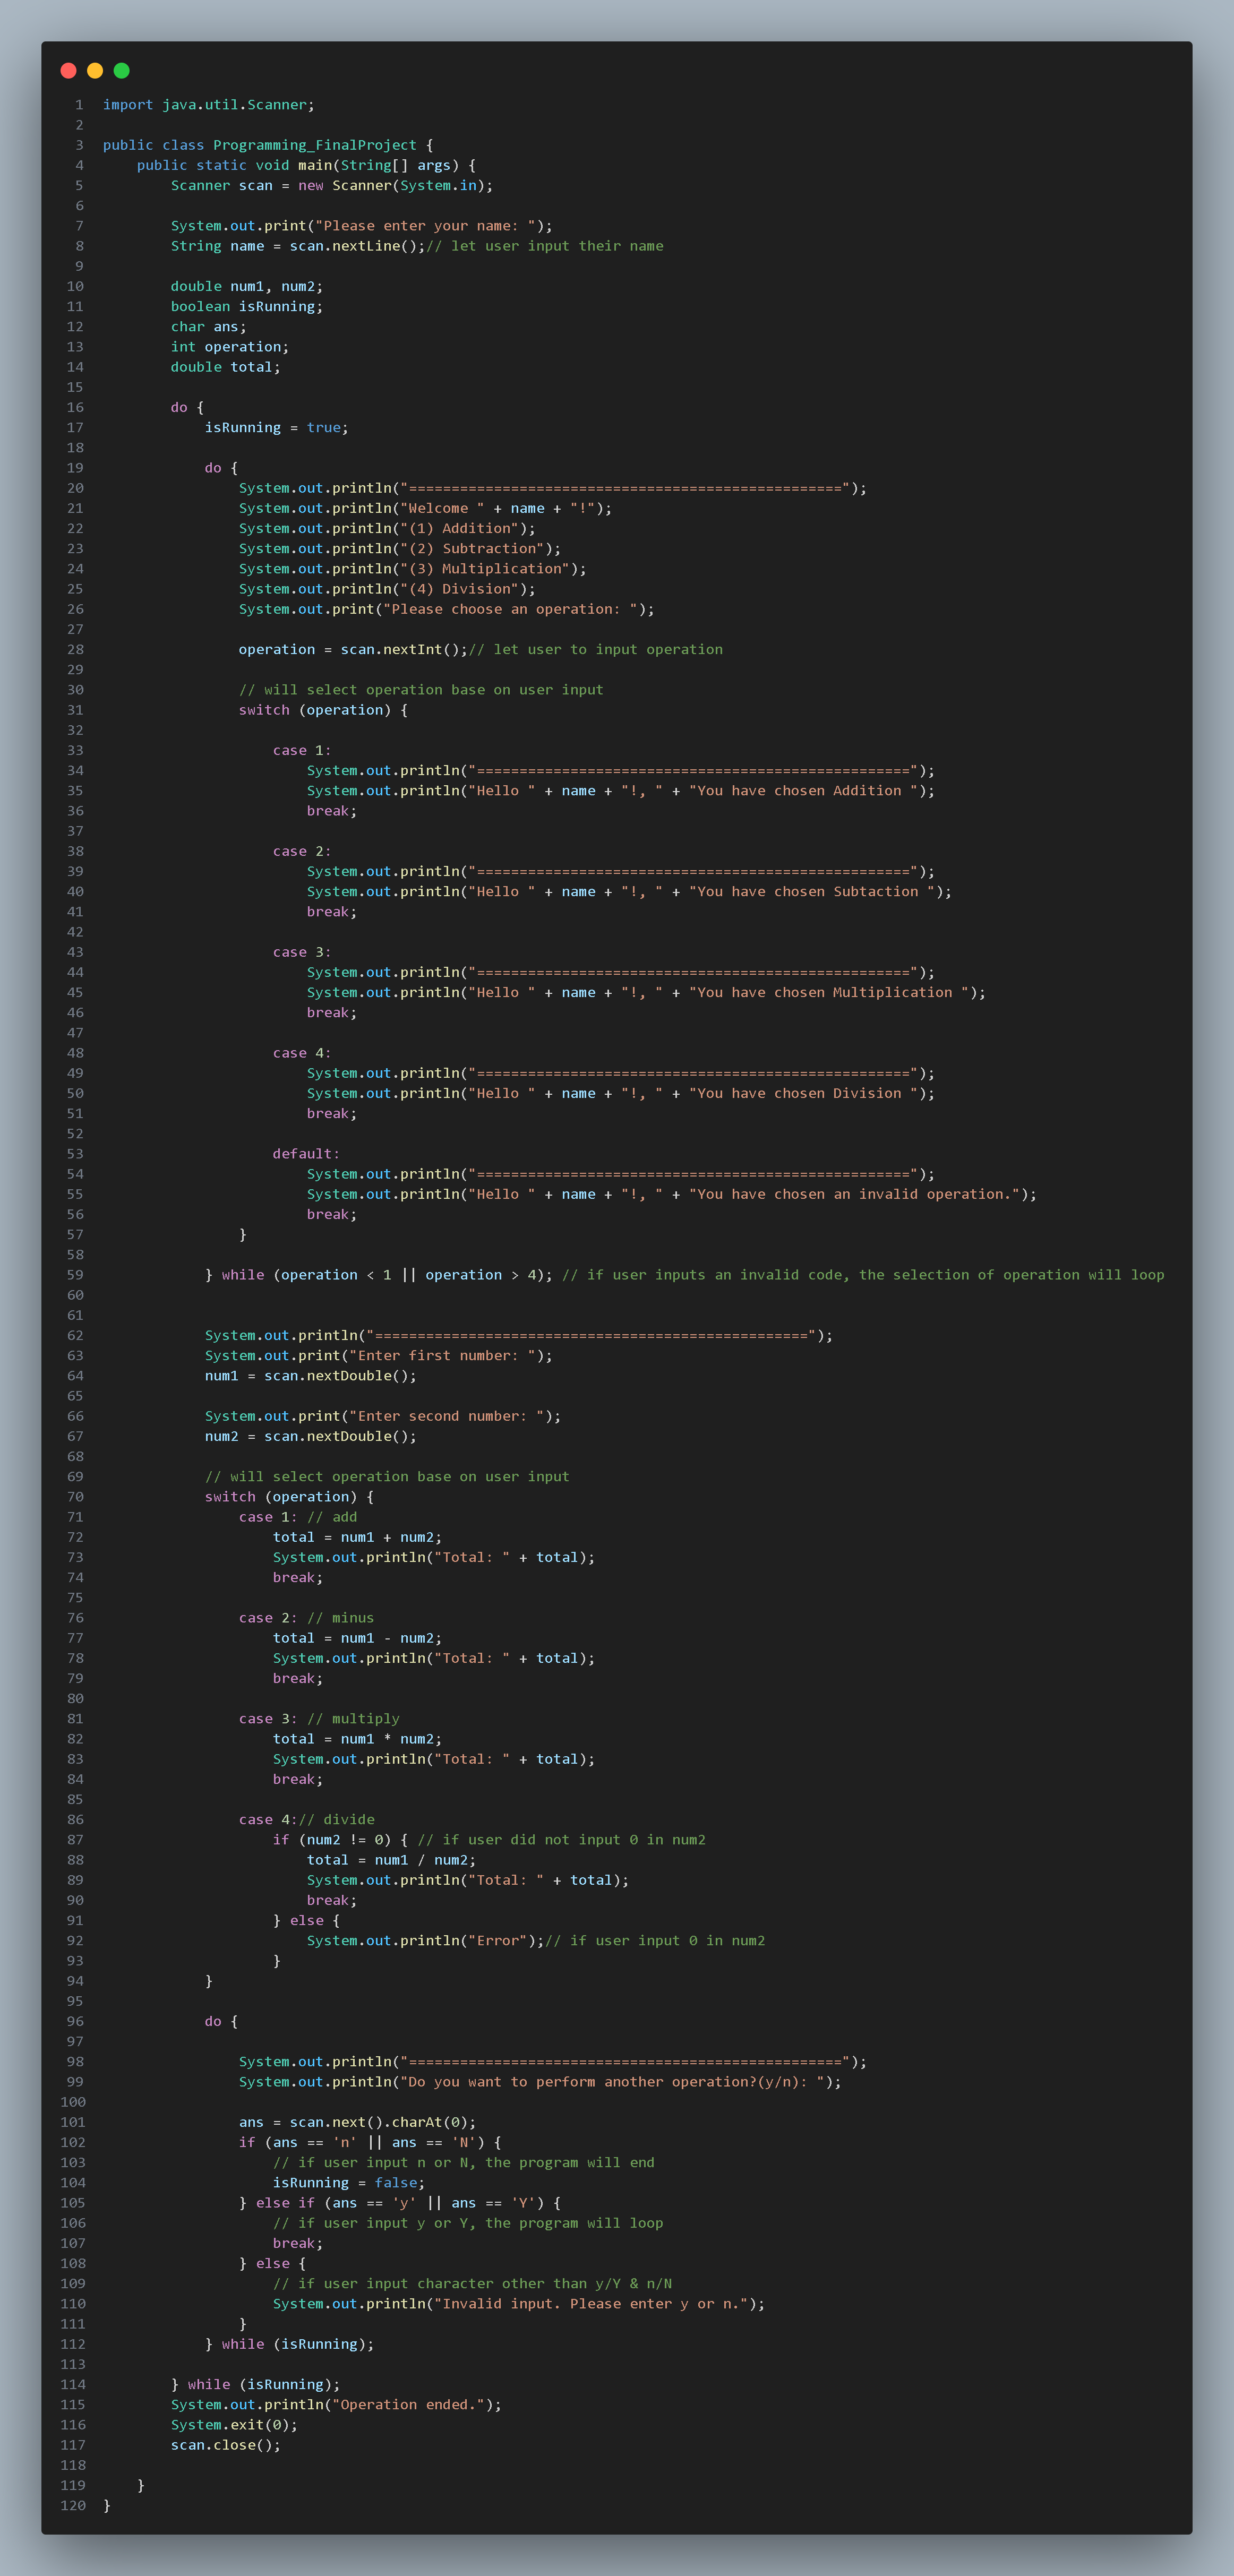 1 import java.util.Scanner;
2
3 public class Programming_FinalProject {
4     public static void main(String[] args) {
5         Scanner scan = new Scanner(System.in);
6
7         System.out.print("Please enter your name: ");
8         String name = scan.nextLine();// let user input their name
9
10         double num1, num2;
11         boolean isRunning;
12         char ans;
13         int operation;
14         double total;
15
16         do {
17             isRunning = true;
18
19             do {
20                 System.out.println("===================================================");
21                 System.out.println("Welcome " + name + "!");
22                 System.out.println("(1) Addition");
23                 System.out.println("(2) Subtraction");
24                 System.out.println("(3) Multiplication");
25                 System.out.println("(4) Division");
26                 System.out.print("Please choose an operation: ");
27
28                 operation = scan.nextInt();// let user to input operation
29
30                 // will select operation base on user input
31                 switch (operation) {
32
33                     case 1:
34                         System.out.println("===================================================");
35                         System.out.println("Hello " + name + "!, " + "You have chosen Addition ");
36                         break;
37
38                     case 2:
39                         System.out.println("===================================================");
40                         System.out.println("Hello " + name + "!, " + "You have chosen Subtaction ");
41                         break;
42
43                     case 3:
44                         System.out.println("===================================================");
45                         System.out.println("Hello " + name + "!, " + "You have chosen Multiplication ");
46                         break;
47
48                     case 4:
49                         System.out.println("===================================================");
50                         System.out.println("Hello " + name + "!, " + "You have chosen Division ");
51                         break;
52
53                     default:
54                         System.out.println("===================================================");
55                         System.out.println("Hello " + name + "!, " + "You have chosen an invalid operation.");
56                         break;
57                 }
58
59             } while (operation < 1 || operation > 4); // if user inputs an invalid code, the selection of operation will loop
60
61
62             System.out.println("===================================================");
63             System.out.print("Enter first number: ");
64             num1 = scan.nextDouble();
65
66             System.out.print("Enter second number: ");
67             num2 = scan.nextDouble();
68
69             // will select operation base on user input
70             switch (operation) {
71                 case 1: // add
72                     total = num1 + num2;
73                     System.out.println("Total: " + total);
74                     break;
75
76                 case 2: // minus
77                     total = num1 - num2;
78                     System.out.println("Total: " + total);
79                     break;
80
81                 case 3: // multiply
82                     total = num1 * num2;
83                     System.out.println("Total: " + total);
84                     break;
85
86                 case 4:// divide
87                     if (num2 != 0) { // if user did not input 0 in num2
88                         total = num1 / num2;
89                         System.out.println("Total: " + total);
90                         break;
91                     } else {
92                         System.out.println("Error");// if user input 0 in num2
93                     }
94             }
95
96             do {
97
98                 System.out.println("===================================================");
99                 System.out.println("Do you want to perform another operation?(y/n): ");
100
101                 ans = scan.next().charAt(0);
102                 if (ans == 'n' || ans == 'N') {
103                     // if user input n or N, the program will end
104                     isRunning = false;
105                 } else if (ans == 'y' || ans == 'Y') {
106                     // if user input y or Y, the program will loop
107                     break;
108                 } else {
109                     // if user input character other than y/Y & n/N
110                     System.out.println("Invalid input. Please enter y or n.");
111                 }
112             } while (isRunning);
113
114         } while (isRunning);
115         System.out.println("Operation ended.");
116         System.exit(0);
117         scan.close();
118
119     }
120 }